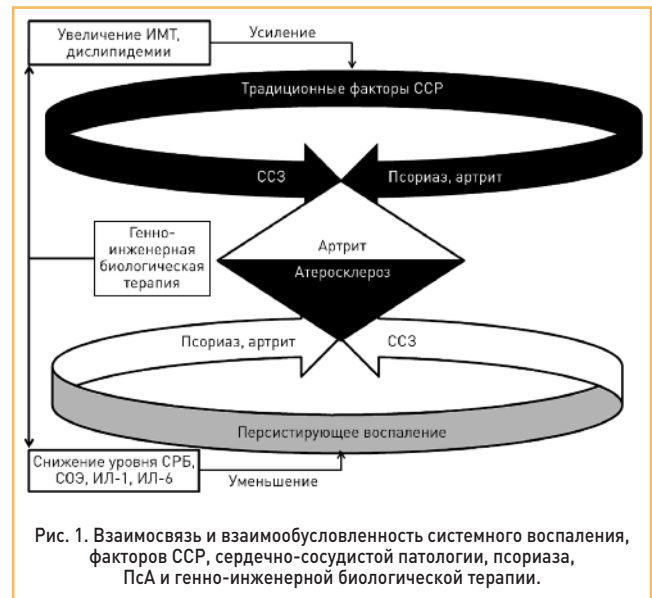 Увеличение ИМТ,
дислипидемии
Усиление
Традиционные факторы ССР
ССЗ
Псориаз, артрит
Генно-
инженерная
биологическая
терапия
Артрит
Атеросклероз
Псориаз, артрит
ССЗ
Персистирующее воспаление
Снижение уровня СРБ,
СОЭ, ИЛ-1, ИЛ-6
Уменьшение
Рис. 1. Взаимосвязь и взаимообусловленность системного воспаления,
факторов ССР, сердечно-сосудистой патологии, псориаза,
ПсА и генно-инженерной биологической терапии.